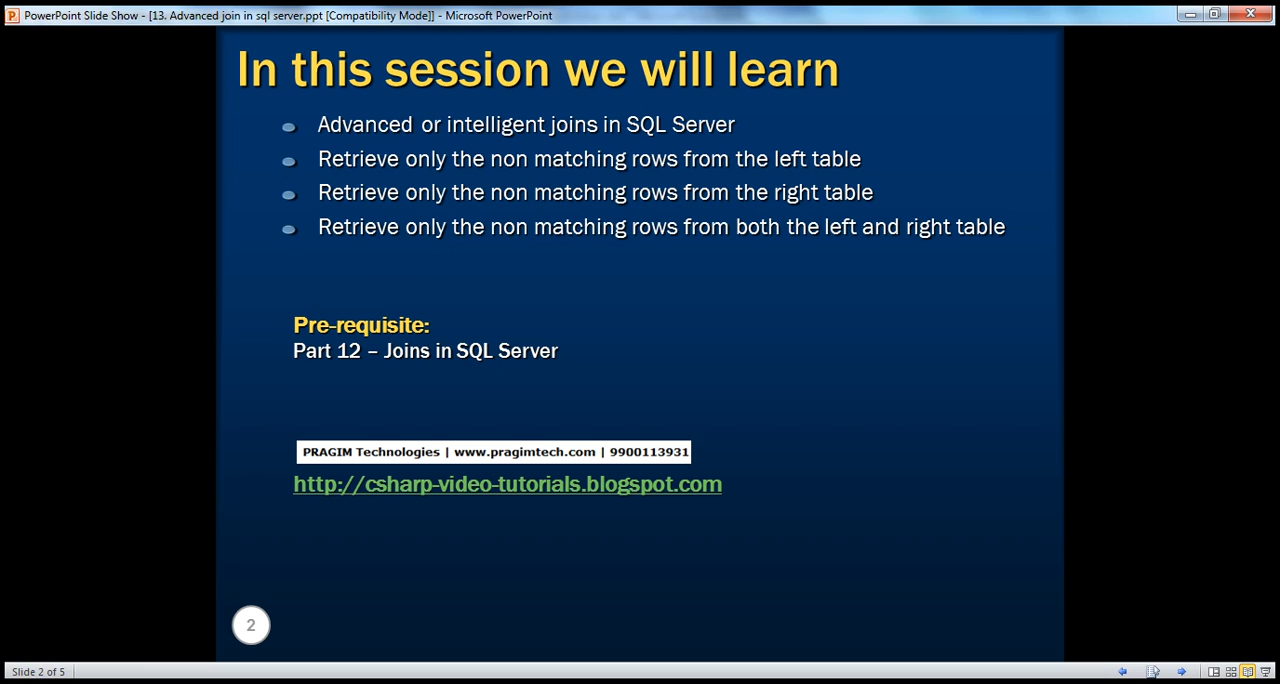 PowerPoint Slide Show - [13. Advanced join in sql server.ppt [Compatibility Mode]] - Microsoft PowerPoint
In this session we will learn
Advanced or intelligent joins in SQL Server
Retrieve only the non matching rows from the left table
Retrieve only the non matching rows from the right table
Retrieve only the non matching rows from both the left and right table
Pre-requisite:
Part 12 – Joins in SQL Server
PRAGIM Technologies | www.pragimtech.com | 9900113931
http://csharp-video-tutorials.blogspot.com
2
Slide 2 of 5